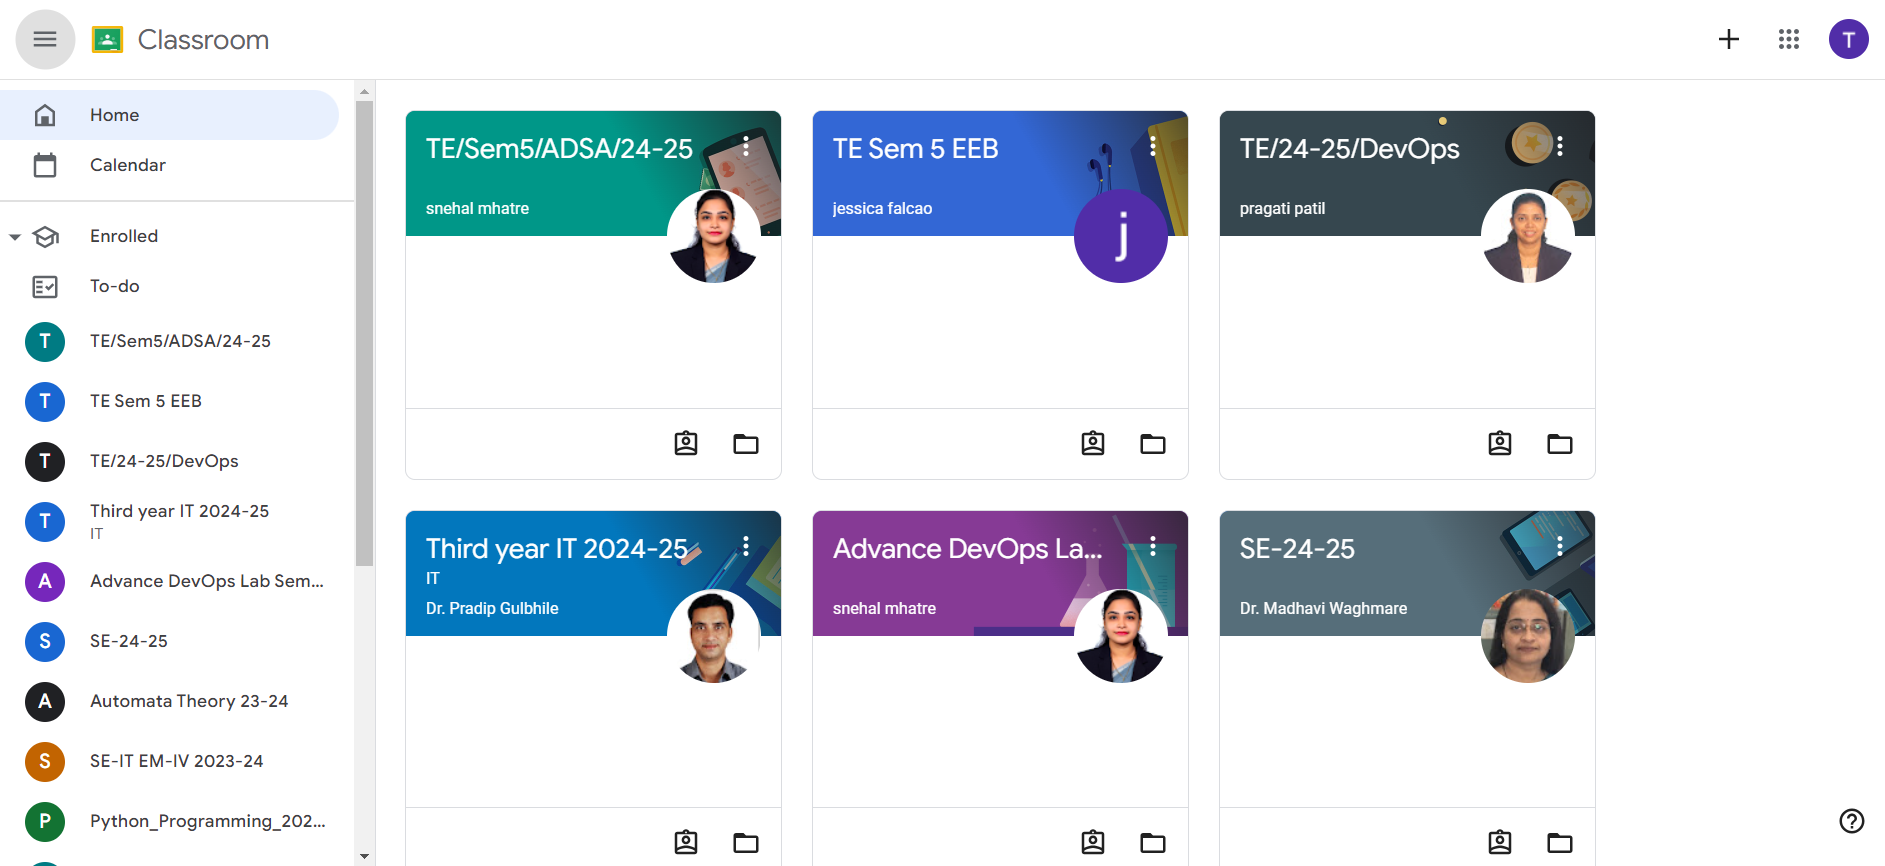 Classroom
T
Home
Calendar
Enrolled
To-do
T TE/Sem5/ADSA/24-25
T TE Sem 5 EEB
T TE/24-25/DevOps
T Third year IT 2024-25
IT
A Advance DevOps Lab Sem...
S SE-24-25
A Automata Theory 23-24
S SE-IT EM-IV 2023-24
P Python_Programming_202...
TE/Sem5/ADSA/24-25
snehal mhatre
TE Sem 5 EEB
jessica falcao
j
TE/24-25/DevOps
pragati patil
Third year IT 2024-25
IT
Dr. Pradip Gulbhile
Advance DevOps La...
snehal mhatre
SE-24-25
Dr. Madhavi Waghmare